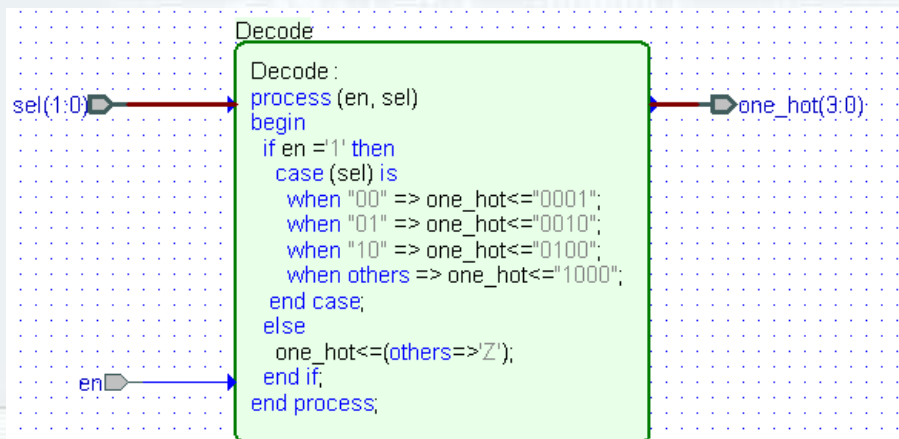 Decode
Decode :
sel(1:0)
process (en, sel)
one_hot(3:0)
begin
if en ='1' then
case (sel) is
when "00" => one_hot<="0001";
when "01" => one_hot<="0010";
when "10" => one_hot<="0100";
when others => one_hot<="1000";
end case;
else
one_hot<=(others=>'Z');
en
end if;
end process;